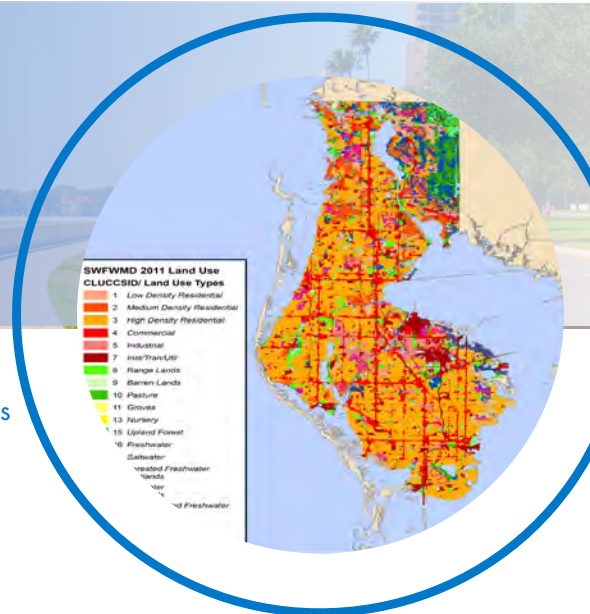 SWFWMD 2011 Land Use
CLUCCSID/ Land Use Types
1 Low Density Residential
2 Medium Density Residential
3 High Density Residential
4 Commercial
5 Industrial
7 Inst/Tran/Util
8 Range Lands
9 Barren Lands
10 Pasture
11 Groves
13 Nursery
15 Upland Forest
16 Freshwater
Saltwater
Freshwater
Freshwater
s